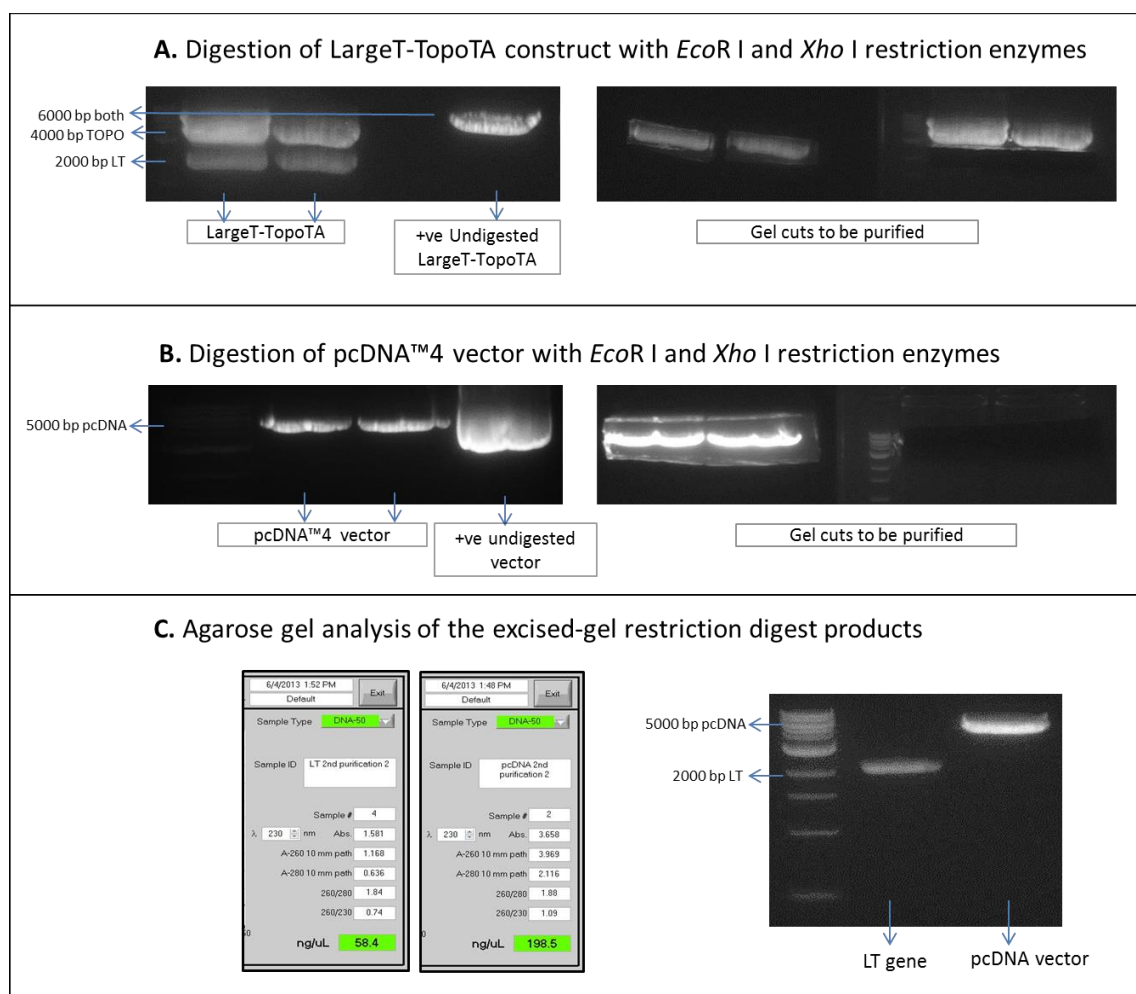 A. Digestion of LargeT-TopoTA construct with EcoR I and Xho I restriction enzymes
6000 bp both
4000 bp TOPO
2000 bp LT
LargeT-TopoTA
+ve Undigested
LargeT-TopoTA
Gel cuts to be purified
B. Digestion of pcDNA™4 vector with EcoR I and Xho I restriction enzymes
5000 bp pcDNA
pcDNA™4 vector
+ve undigested
vector
Gel cuts to be purified
C. Agarose gel analysis of the excised-gel restriction digest products
6/4/2013 1:52 PM
Default
Exit
Sample Type DNA-50
Sample ID LT 2nd purification 2
Sample # 4
λ 230 nm Abs. 1.581
A-260 10 mm path 1.168
A-280 10 mm path 0.636
260/280 1.84
260/230 0.74
ng/uL 58.4
6/4/2013 1:48 PM
Default
Exit
Sample Type DNA-50
Sample ID pcDNA 2nd
purification 2
Sample # 2
λ 230 nm Abs. 3.658
A-260 10 mm path 3.969
A-280 10 mm path 2.116
260/280 1.88
260/230 1.09
ng/uL 198.5
5000 bp pcDNA
2000 bp LT
LT gene
pcDNA vector